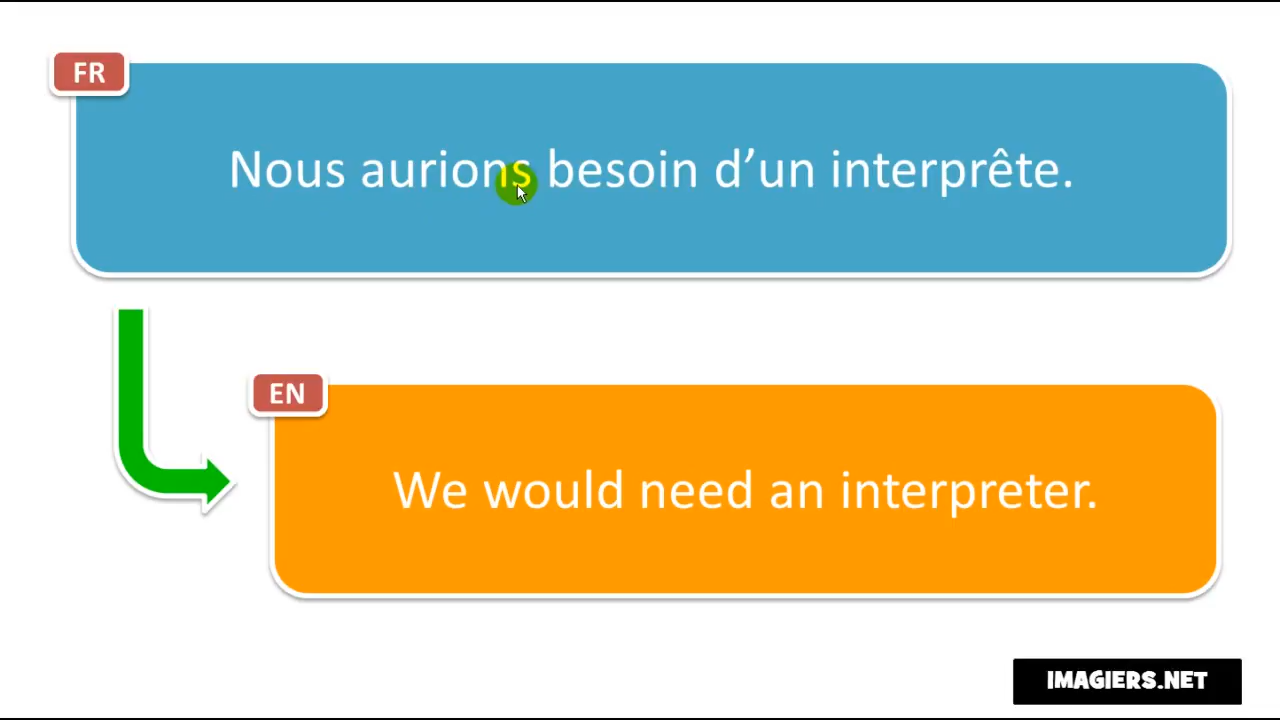 FR
Nous aurions besoin d’un interprête.
EN
We would need an interpreter.
IMAGIERS.NET